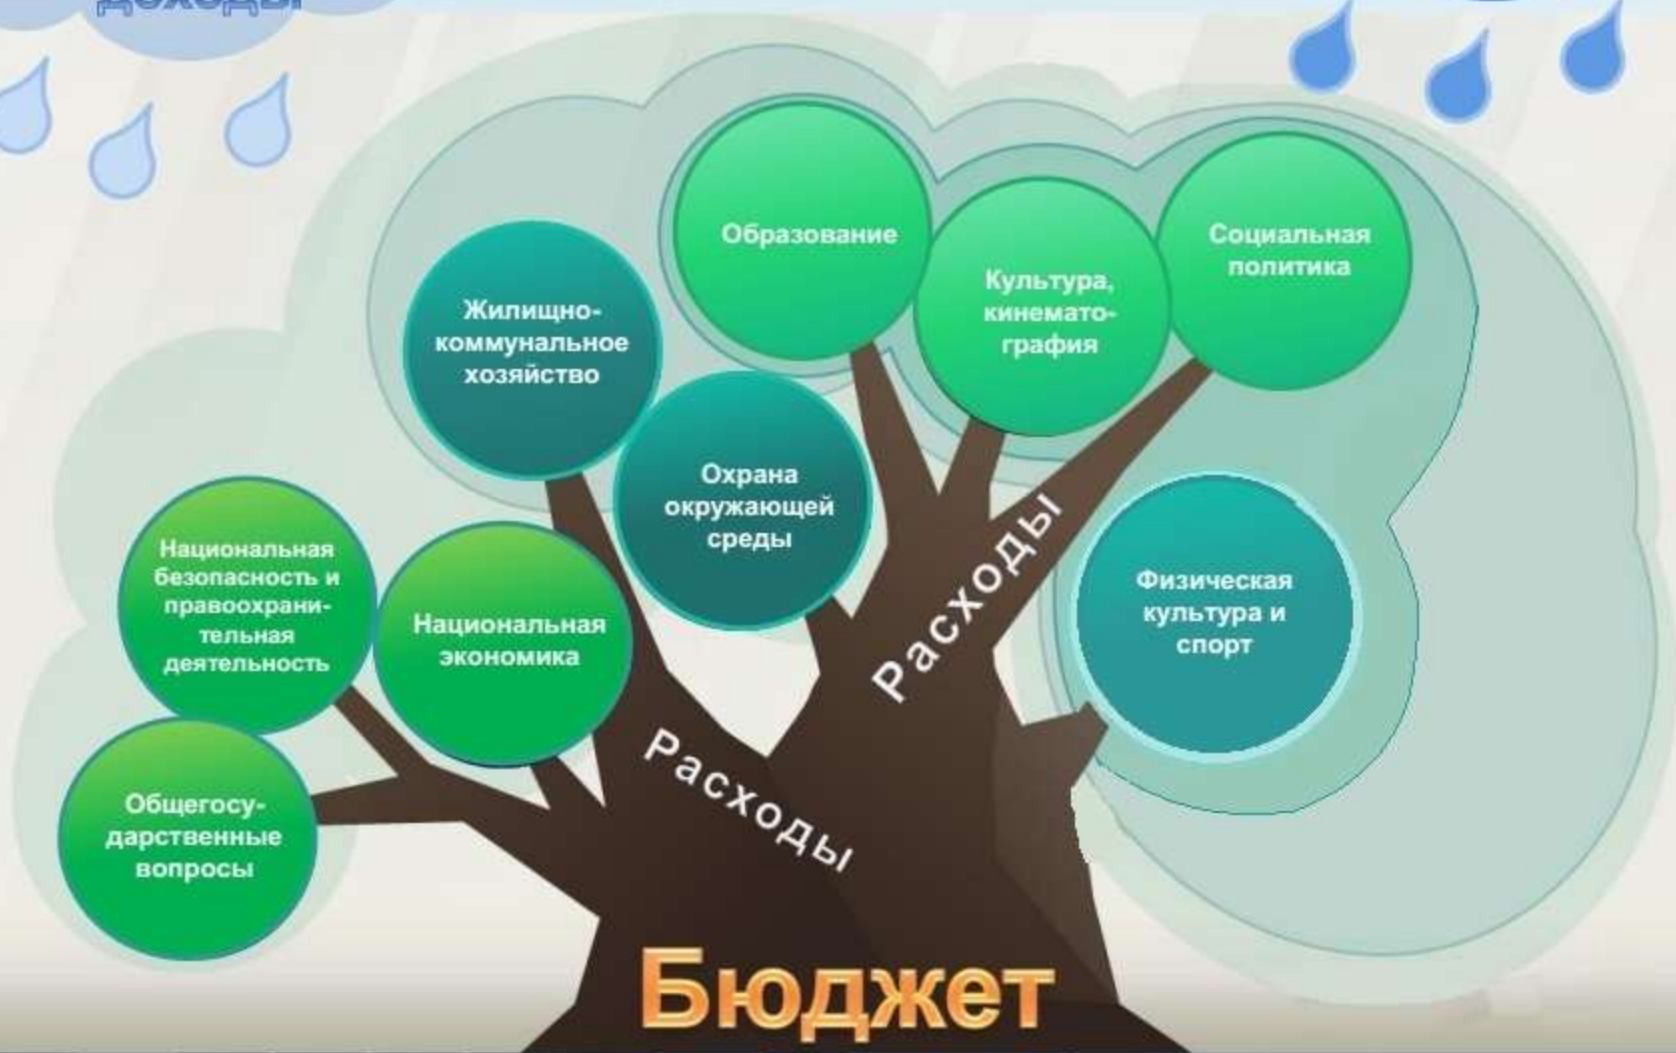 доходы
Образование
Социальная
политика
Культура,
кинемато-
графия
Жилищно-
коммунальное
хозяйство
Охрана
окружающей
среды
Национальная
безопасность и
правоохрани-
тельная
деятельность
Национальная
экономика
Физическая
культура и
спорт
Общегосу-
дарственные
вопросы
Расходы
Расходы
Бюджет